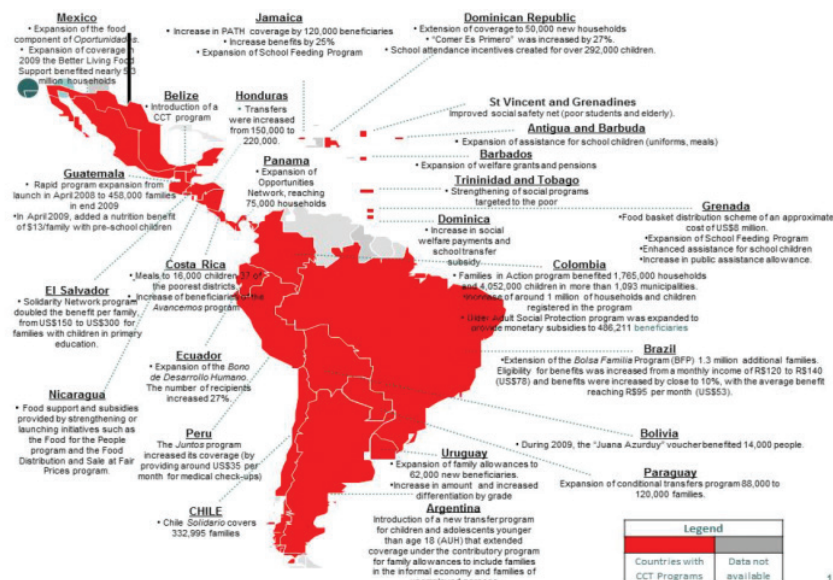 Mexico
• Expansion of the food
component of Oportunidades.
• Expansion of coverage in
2009 the Better Living Food
Support benefited nearly 5.3
million households
Jamaica
• Increase in PATH coverage by 120,000 beneficiaries
• Increase benefits by 25%
• Expansion of School Feeding Program
Dominican Republic
• Extension of coverage to 50,000 new households
• "Comer Es Primero" was increased by 27%.
• School attendance incentives created for over 292,000 children.
Belize
• Introduction of a
CCT program
Honduras
• Transfers
were increased
from 150,000 to
220,000.
St Vincent and Grenadines
Improved social safety net (poor students and elderly).
Antigua and Barbuda
• Expansion of assistance for school children (uniforms, meals)
Barbados
• Expansion of welfare grants and pensions
Guatemala
• Rapid program expansion from
launch in April 2008 to 458,000 families
in end 2009
• In April 2009, added a nutrition benefit
of $13/family with pre-school children
Panama
• Expansion of
Opportunities
Network, reaching
75,000 households
Trininidad and Tobago
• Strengthening of social programs
targeted to the poor
Grenada
• Food basket distribution scheme of an approximate
cost of US$8 million.
• Expansion of School Feeding Program
• Enhanced assistance for school children
• Increase in public assistance allowance.
Dominica
• Increase in social
welfare payments and
school transfer
subsidy
Costa Rica
• Meals to 16,000 children 37 of
the poorest districts.
• Increase of beneficiaries of the
Avancemos program
Colombia
• Families in Action program benefited 1,765,000 households
and 4,052,000 children in more than 1,093 municipalities.
• Increase of around 1 million of households and children
registered in the program
• Older Adult Social Protection program was expanded to
provide monetary subsidies to 486,211 beneficiaries
El Salvador
• Solidarity Network program
doubled the benefit per family,
from US$150 to US$300 for
families with children in primary
education.
Ecuador
• Expansion of the Bono
de Desarrollo Humano.
The number of recipients
increased 27%.
Brazil
• Extension of the Bolsa Familia Program (BFP) 1.3 million additional families.
Eligibility for benefits was increased from a monthly income of R$120 to R$140
(US$78) and benefits were increased by close to 10%, with the average benefit
reaching R$95 per month (US$53).
Nicaragua
• Food support and subsidies
provided by strengthening or
launching initiatives such as
the Food for the People
program and the Food
Distribution and Sale at Fair
Prices program.
Peru
The Juntos program
increased its coverage (by
providing around US$35 per
month for medical check-ups)
Bolivia
• During 2009, the "Juana Azurduy" voucher benefited 14,000 people.
Uruguay
• Expansion of family allowances to
62,000 new beneficiaries.
• Increase in amount and increased
differentiation by grade
Paraguay
Expansion of conditional transfers program 88,000 to
120,000 families.
CHILE
• Chile Solidario covers
332,995 families
Argentina
Introduction of a new transfer program
for children and adolescents younger
than age 18 (AUH) that extended
coverage under the contributory program
for family allowances to include families
in the informal economy and families of
Legend
Countries with
CCT Programs
Data not
available